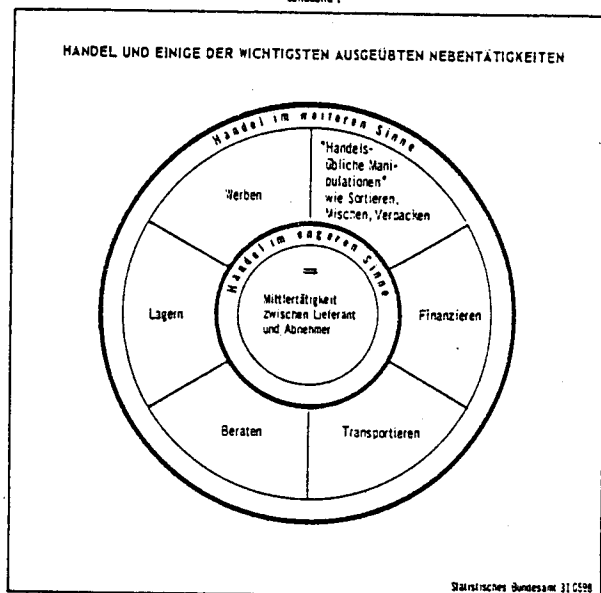 HANDEL UND EINIGE DER WICHTIGSTEN AUSGEÜBTEN NEBENTÄTIGKEITEN
Handel im weiteren Sinne
"Handels-
übliche Mani-
pulationen"
wie Sortieren,
Mischen, Verpacken
Werben
Handel im engeren Sinne
=
Mittlertätigkeit
zwischen Lieferant
und Abnehmer
Lagern
Finanzieren
Beraten
Transportieren
Statistisches Bundesamt 31 0598